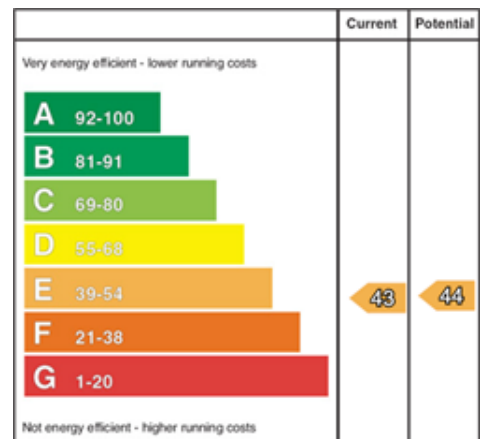 Current Potential
Very energy efficient - lower running costs
A 92-100
B 81-91
C 69-80
D 55-68
E 39-54 43 44
F 21-38
G 1-20
Not energy efficient - higher running costs